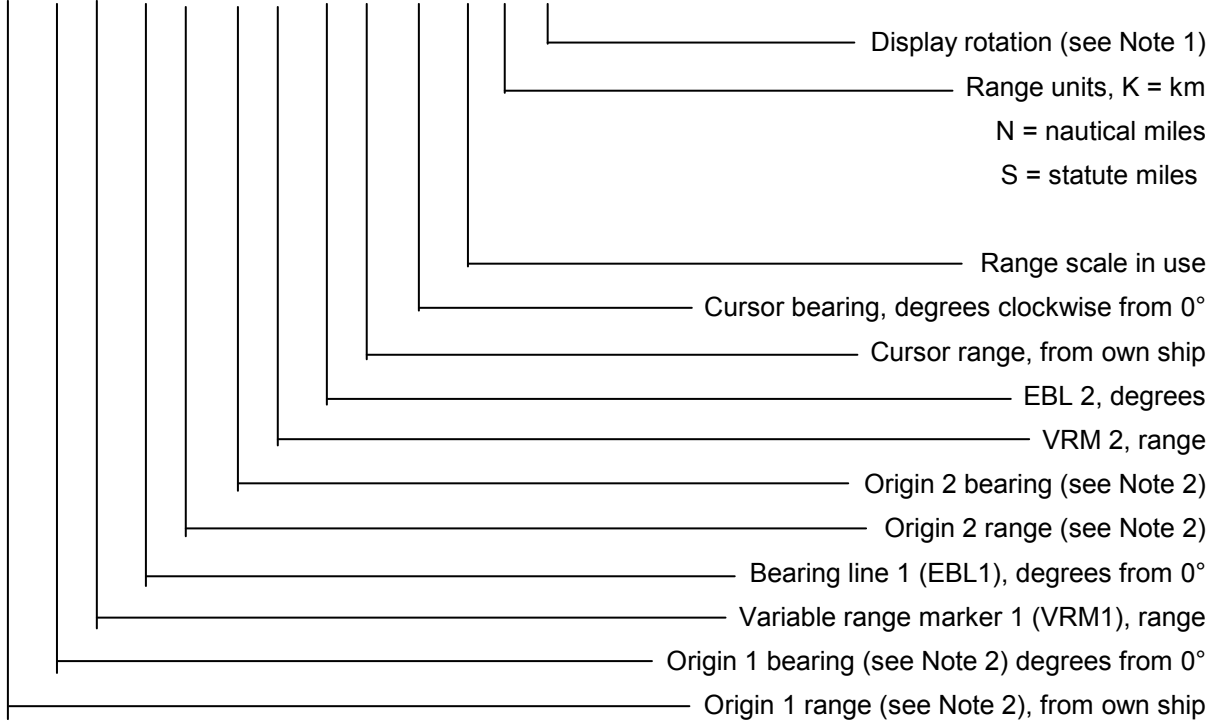 Display rotation (see Note 1)
Range units, K = km
N = nautical miles
S = statute miles
Range scale in use
Cursor bearing, degrees clockwise from 0°
Cursor range, from own ship
EBL 2, degrees
VRM 2, range
Origin 2 bearing (see Note 2)
Origin 2 range (see Note 2)
Bearing line 1 (EBL1), degrees from 0°
Variable range marker 1 (VRM1), range
Origin 1 bearing (see Note 2) degrees from 0°
Origin 1 range (see Note 2), from own ship